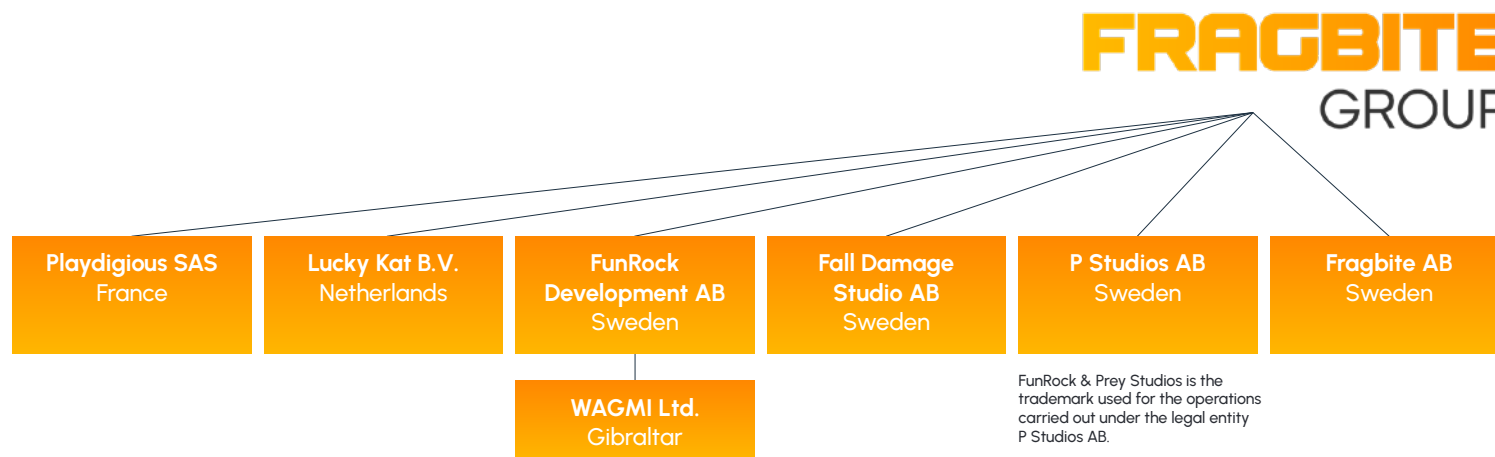 FRAGBITE
GROUP
Playdigious SAS
France
Lucky Kat B.V.
Netherlands
FunRock
Development AB
Sweden
Fall Damage
Studio AB
Sweden
P Studios AB
Sweden
Fragbite AB
Sweden
WAGMI Ltd.
Gibraltar
FunRock & Prey Studios is the
trademark used for the operations
carried out under the legal entity
P Studios AB.